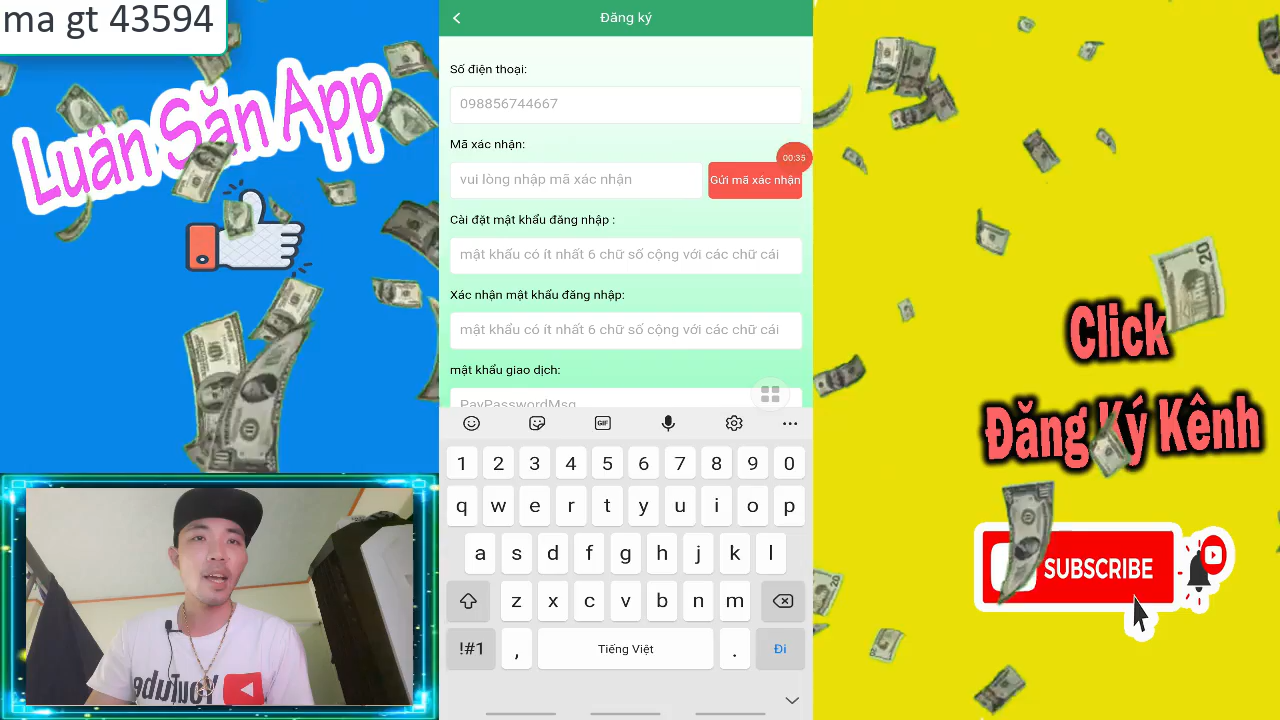 ma gt 43594
Luân Săn App
Đăng ký
Số điện thoại:
098856744667
Mã xác nhận:
00:35
vui lòng nhập mã xác nhận
Gửi mã xác nhận
Cài đặt mật khẩu đăng nhập :
mật khẩu có ít nhất 6 chữ số cộng với các chữ cái
Xác nhận mật khẩu đăng nhập:
mật khẩu có ít nhất 6 chữ số cộng với các chữ cái
mật khẩu giao dịch:
PayPasswordMsg
GIF
1 2 3 4 5 6 7 8 9 0
q w e r t y u i o p
a s d f g h j k l
z x c v b n m
!#1 , Tiếng Việt . Đi
Click
Đăng Ký Kênh
SUBSCRIBE
YouTube